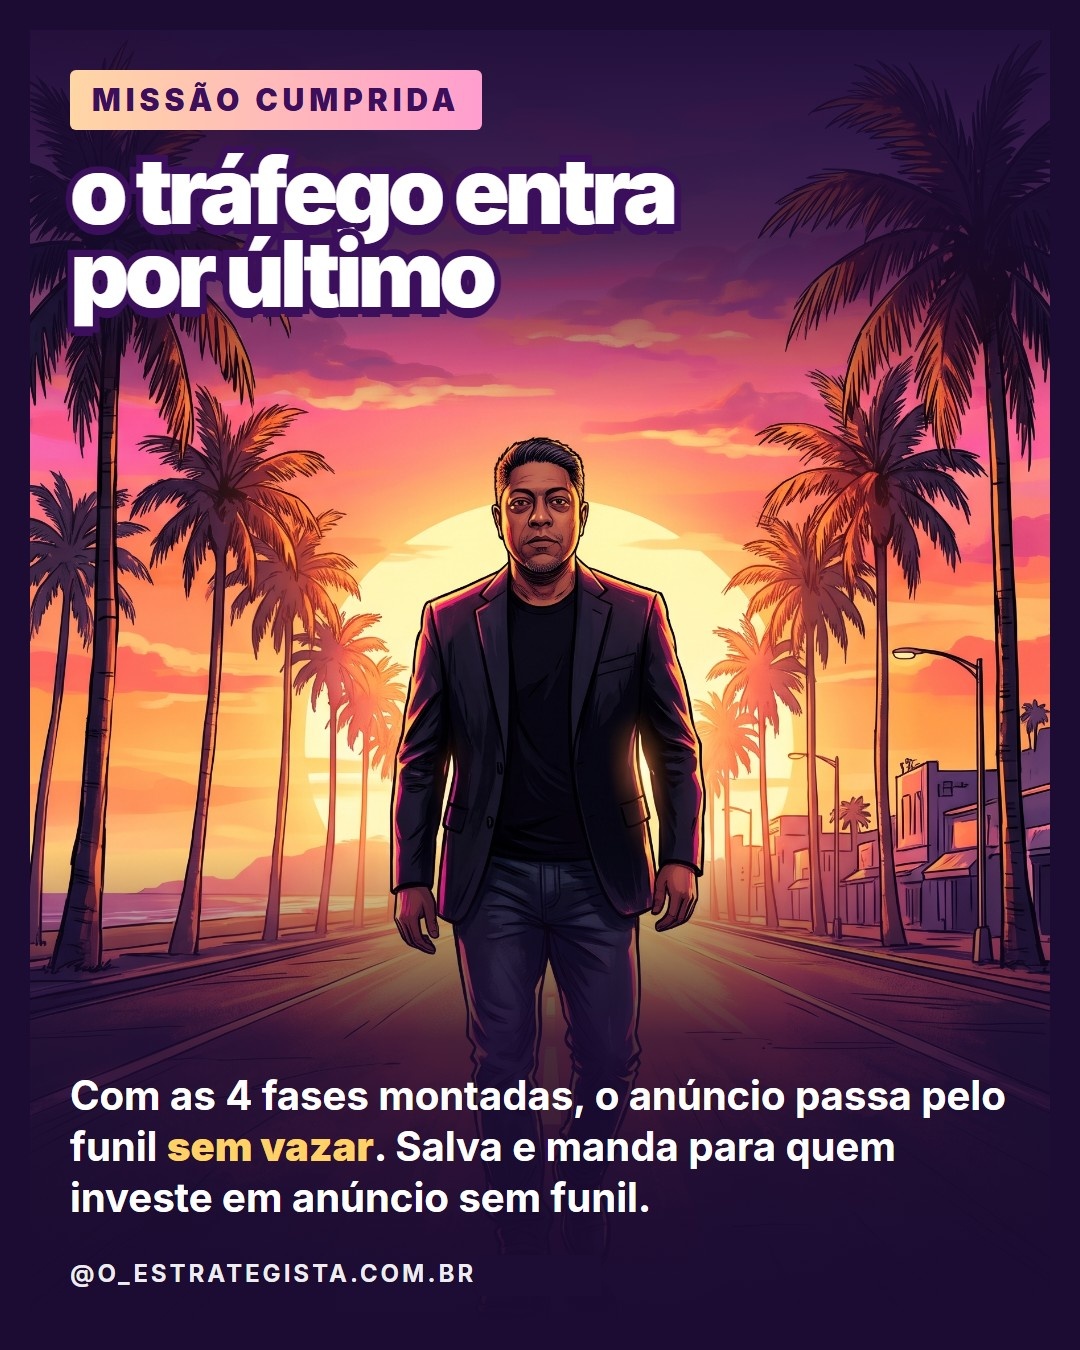 MISSÃO CUMPRIDA
o tráfego entra
por último
Com as 4 fases montadas, o anúncio passa pelo
funil sem vazar. Salva e manda para quem
investe em anúncio sem funil.
@O_ESTRATEGISTA.COM.BR